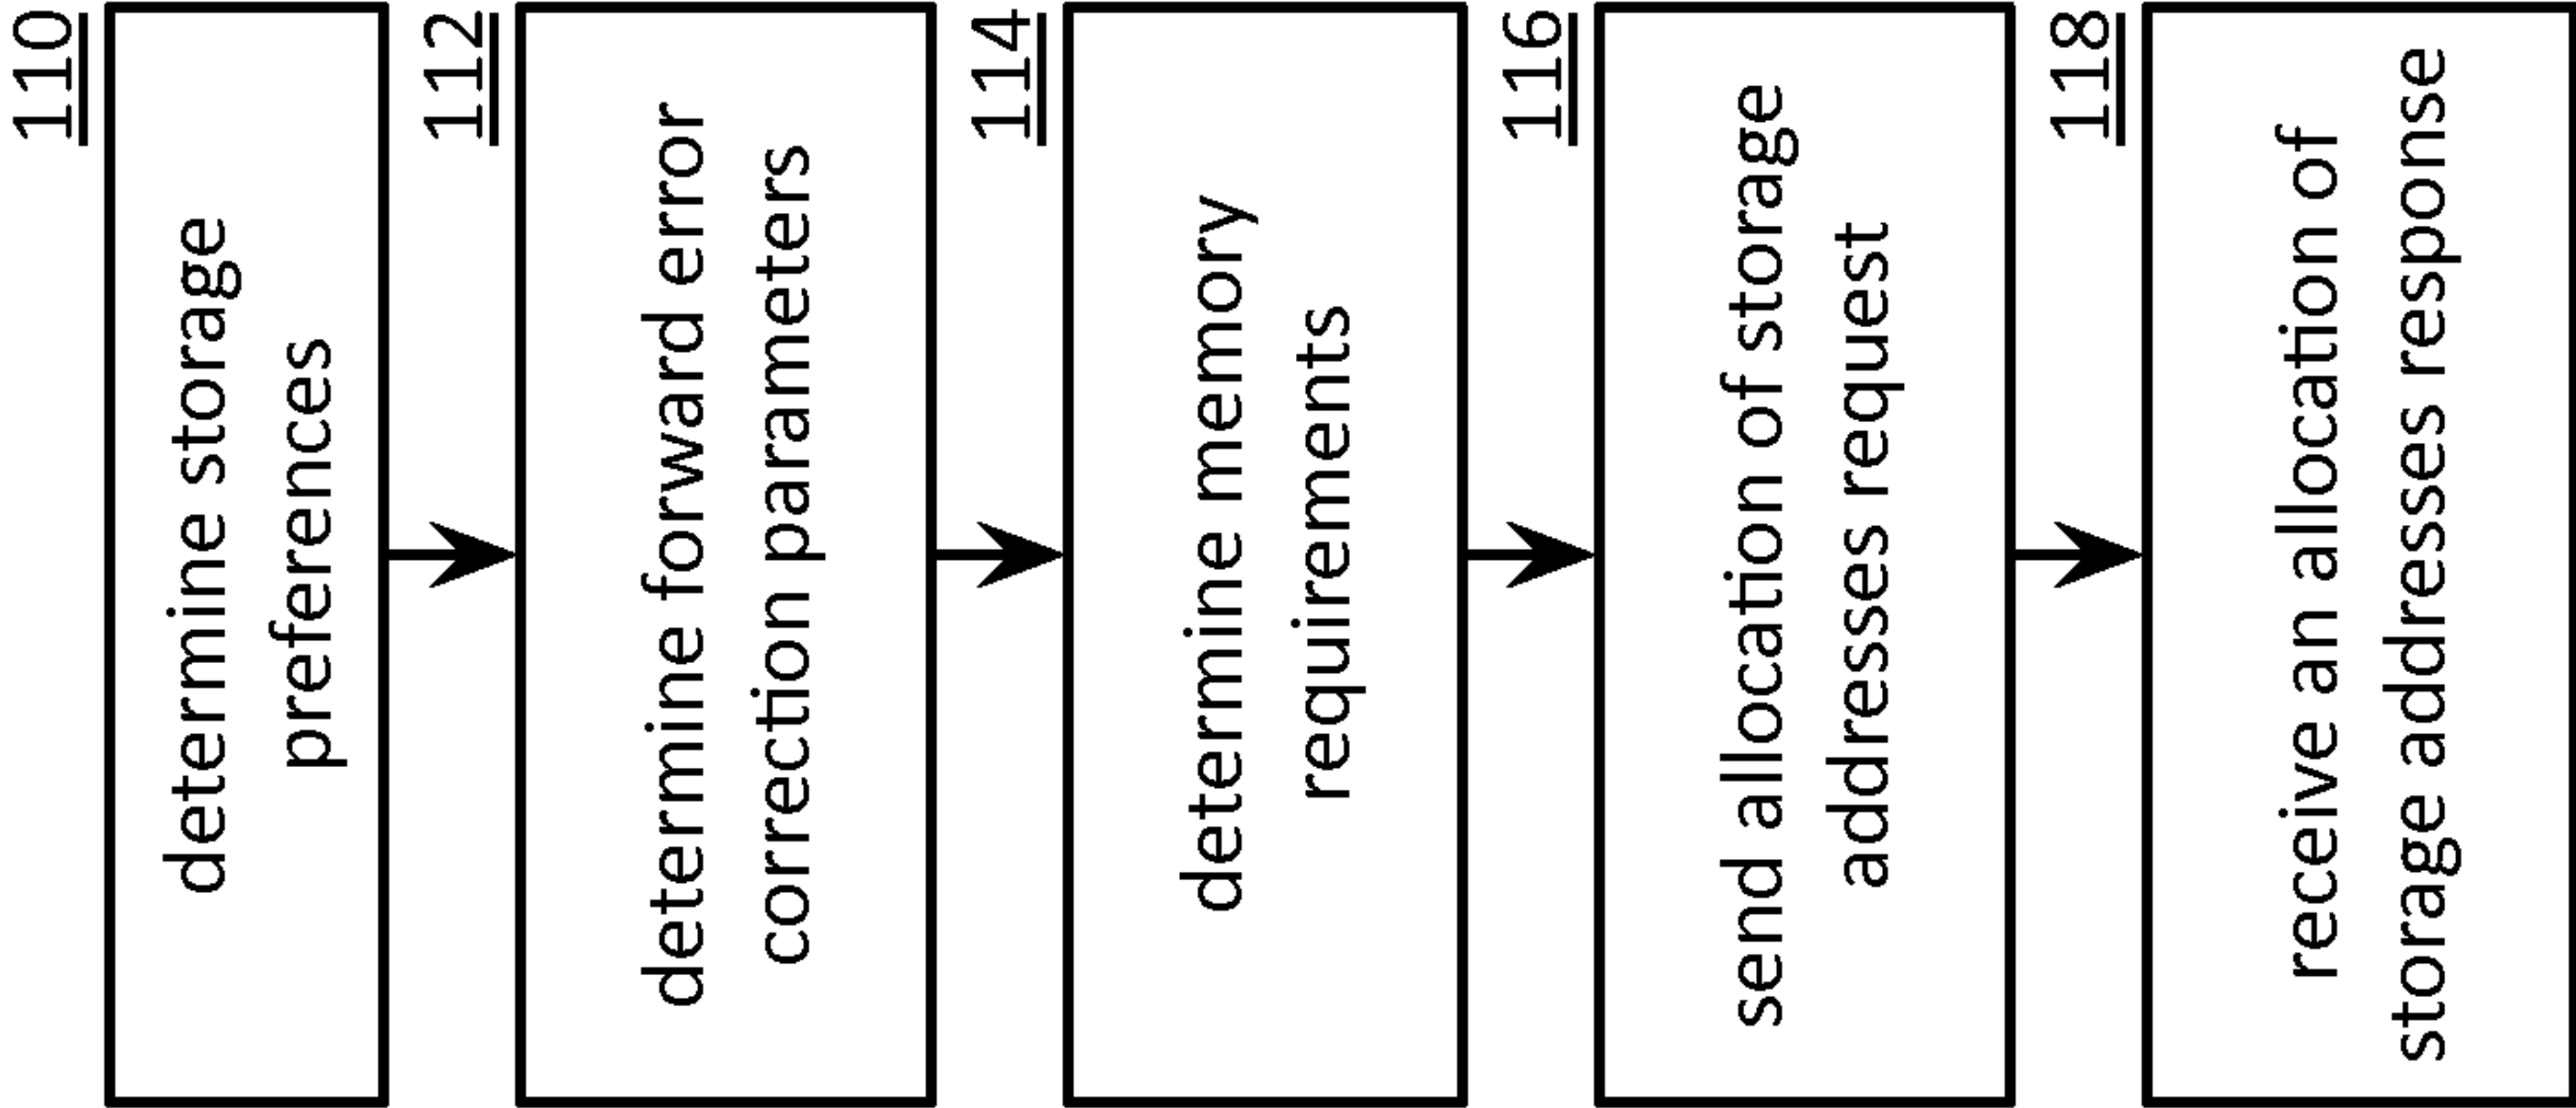 110
determine storage
preferences
112
determine forward error
correction parameters
114
determine memory
requirements
116
send allocation of storage
addresses request
118
receive an allocation of
storage addresses response